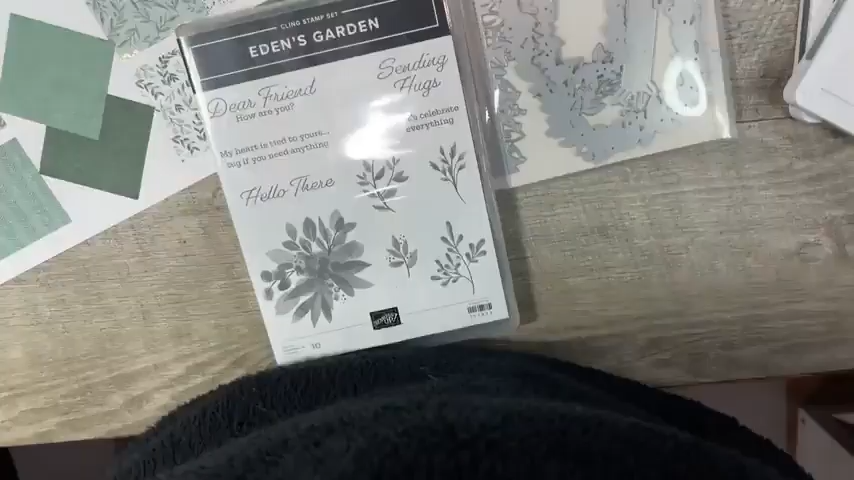 CLING STAMP SET
EDEN'S GARDEN
Dear Friend
How are you?
Sending
Hugs
celebrate
everything
My heart is tied to yours...
if you need anything
Hello There
10